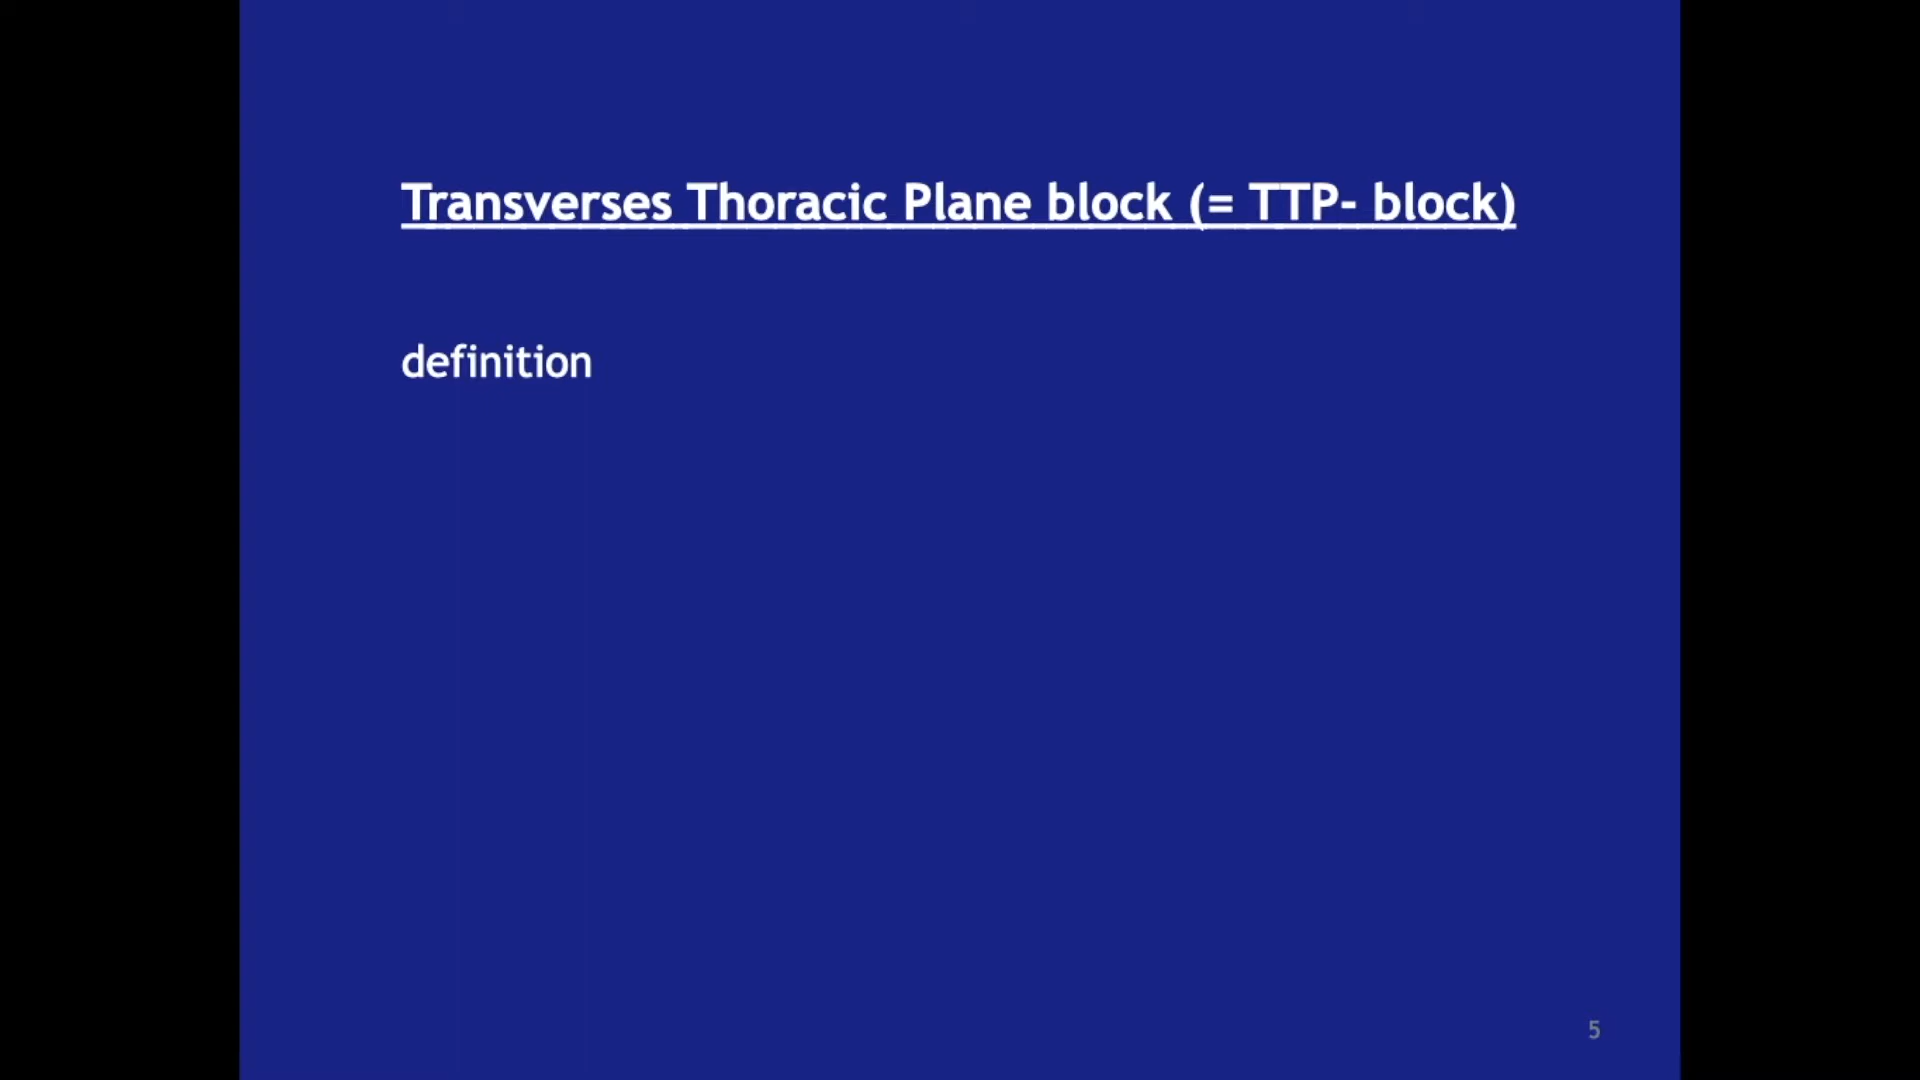 Transverses Thoracic Plane block (= TTP- block)
definition
5